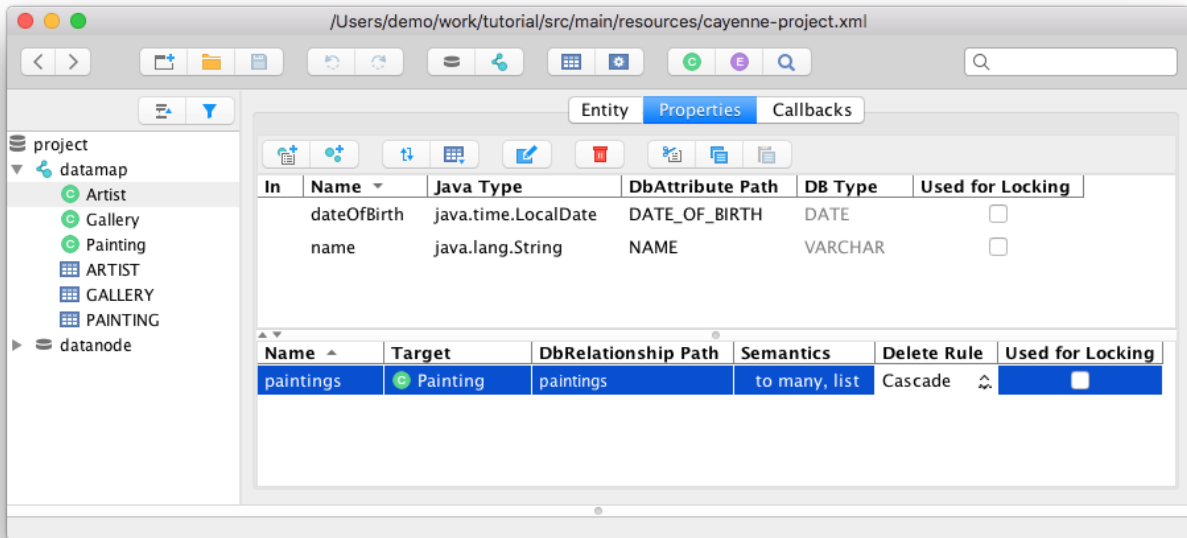 /Users/demo/work/tutorial/src/main/resources/cayenne-project.xml
C E
Entity Properties Callbacks
project
datamap
C Artist
C Gallery
C Painting
ARTIST
GALLERY
PAINTING
datanode
In Name Java Type DbAttribute Path DB Type Used for Locking
dateOfBirth java.time.LocalDate DATE_OF_BIRTH DATE
name java.lang.String NAME VARCHAR
Name Target DbRelationship Path Semantics Delete Rule Used for Locking
paintings C Painting paintings to many, list Cascade